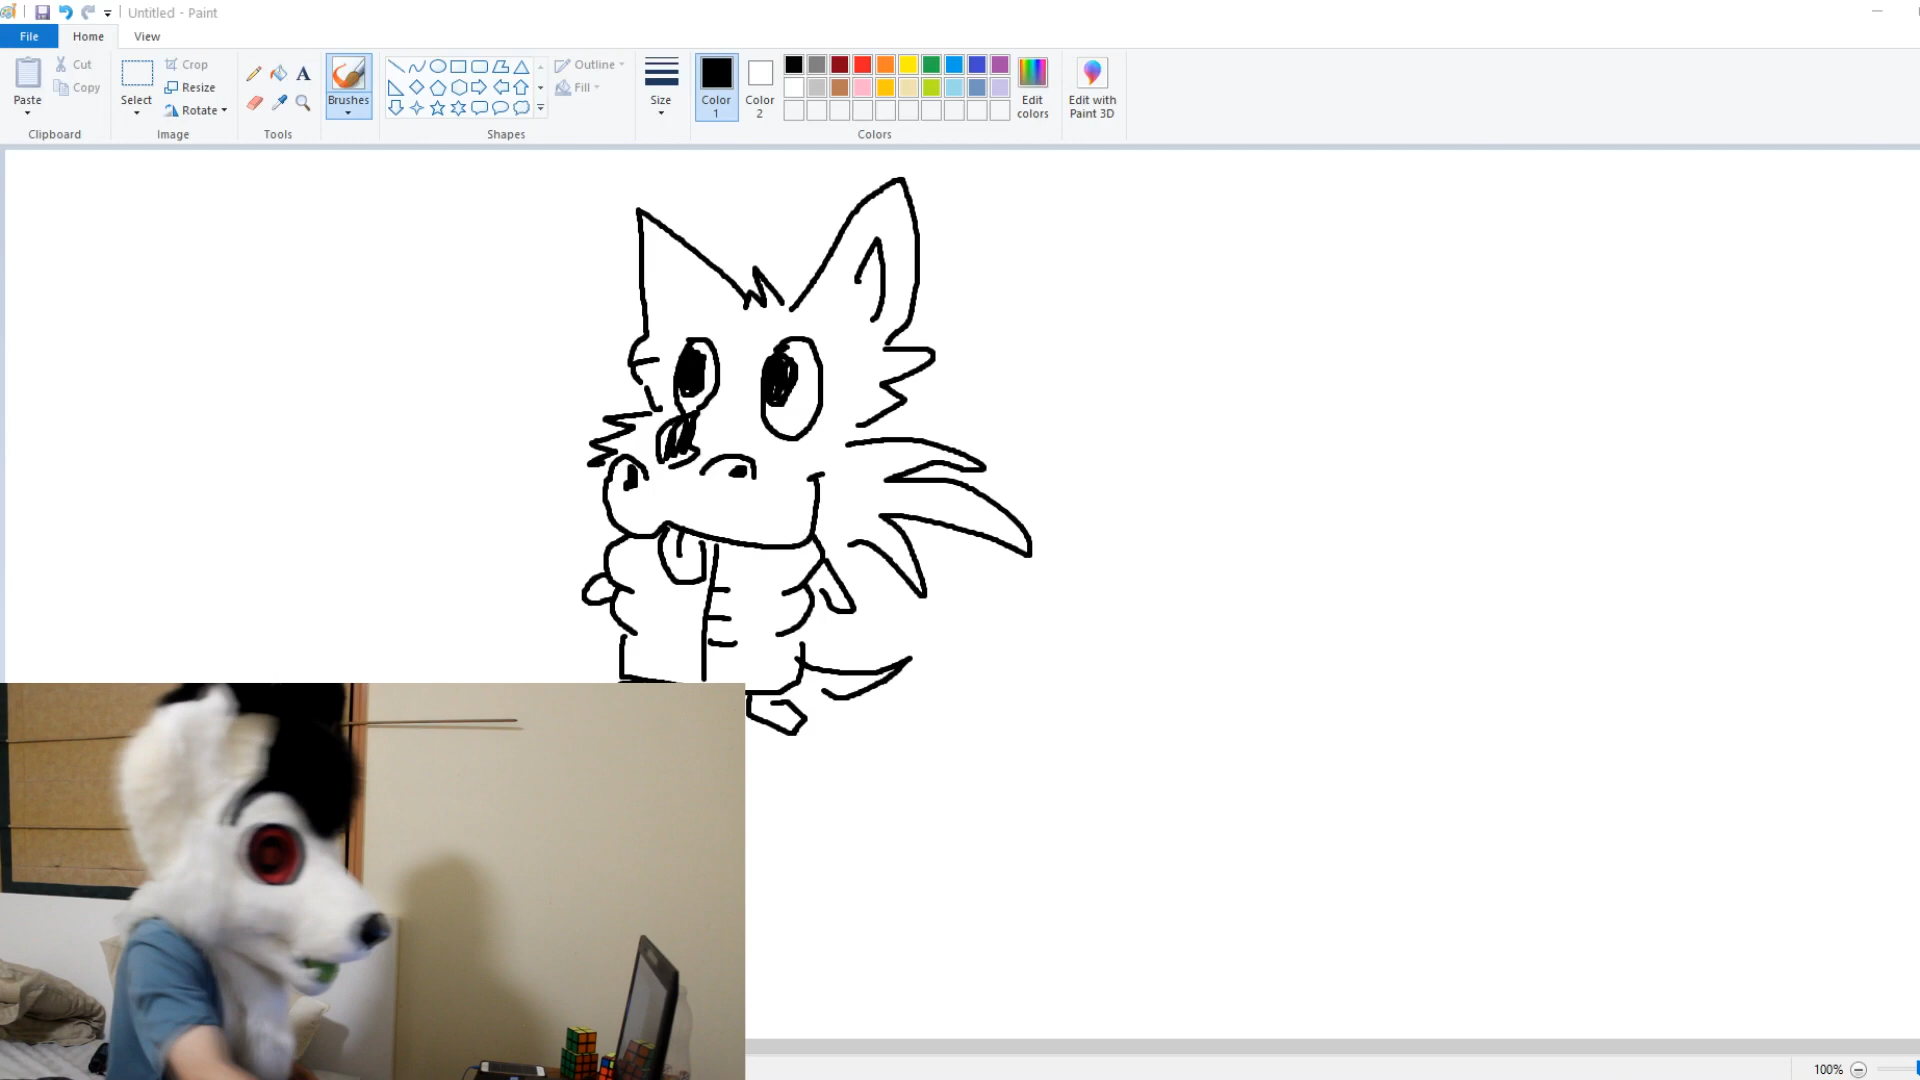 Untitled - Paint
File Home View
Paste
Cut
Copy
Clipboard
Select
Crop
Resize
Rotate
Image
A
Tools
Brushes
Outline
Fill
Shapes
Size
Color 1
Color 2
Edit colors
Colors
Edit with Paint 3D
100%